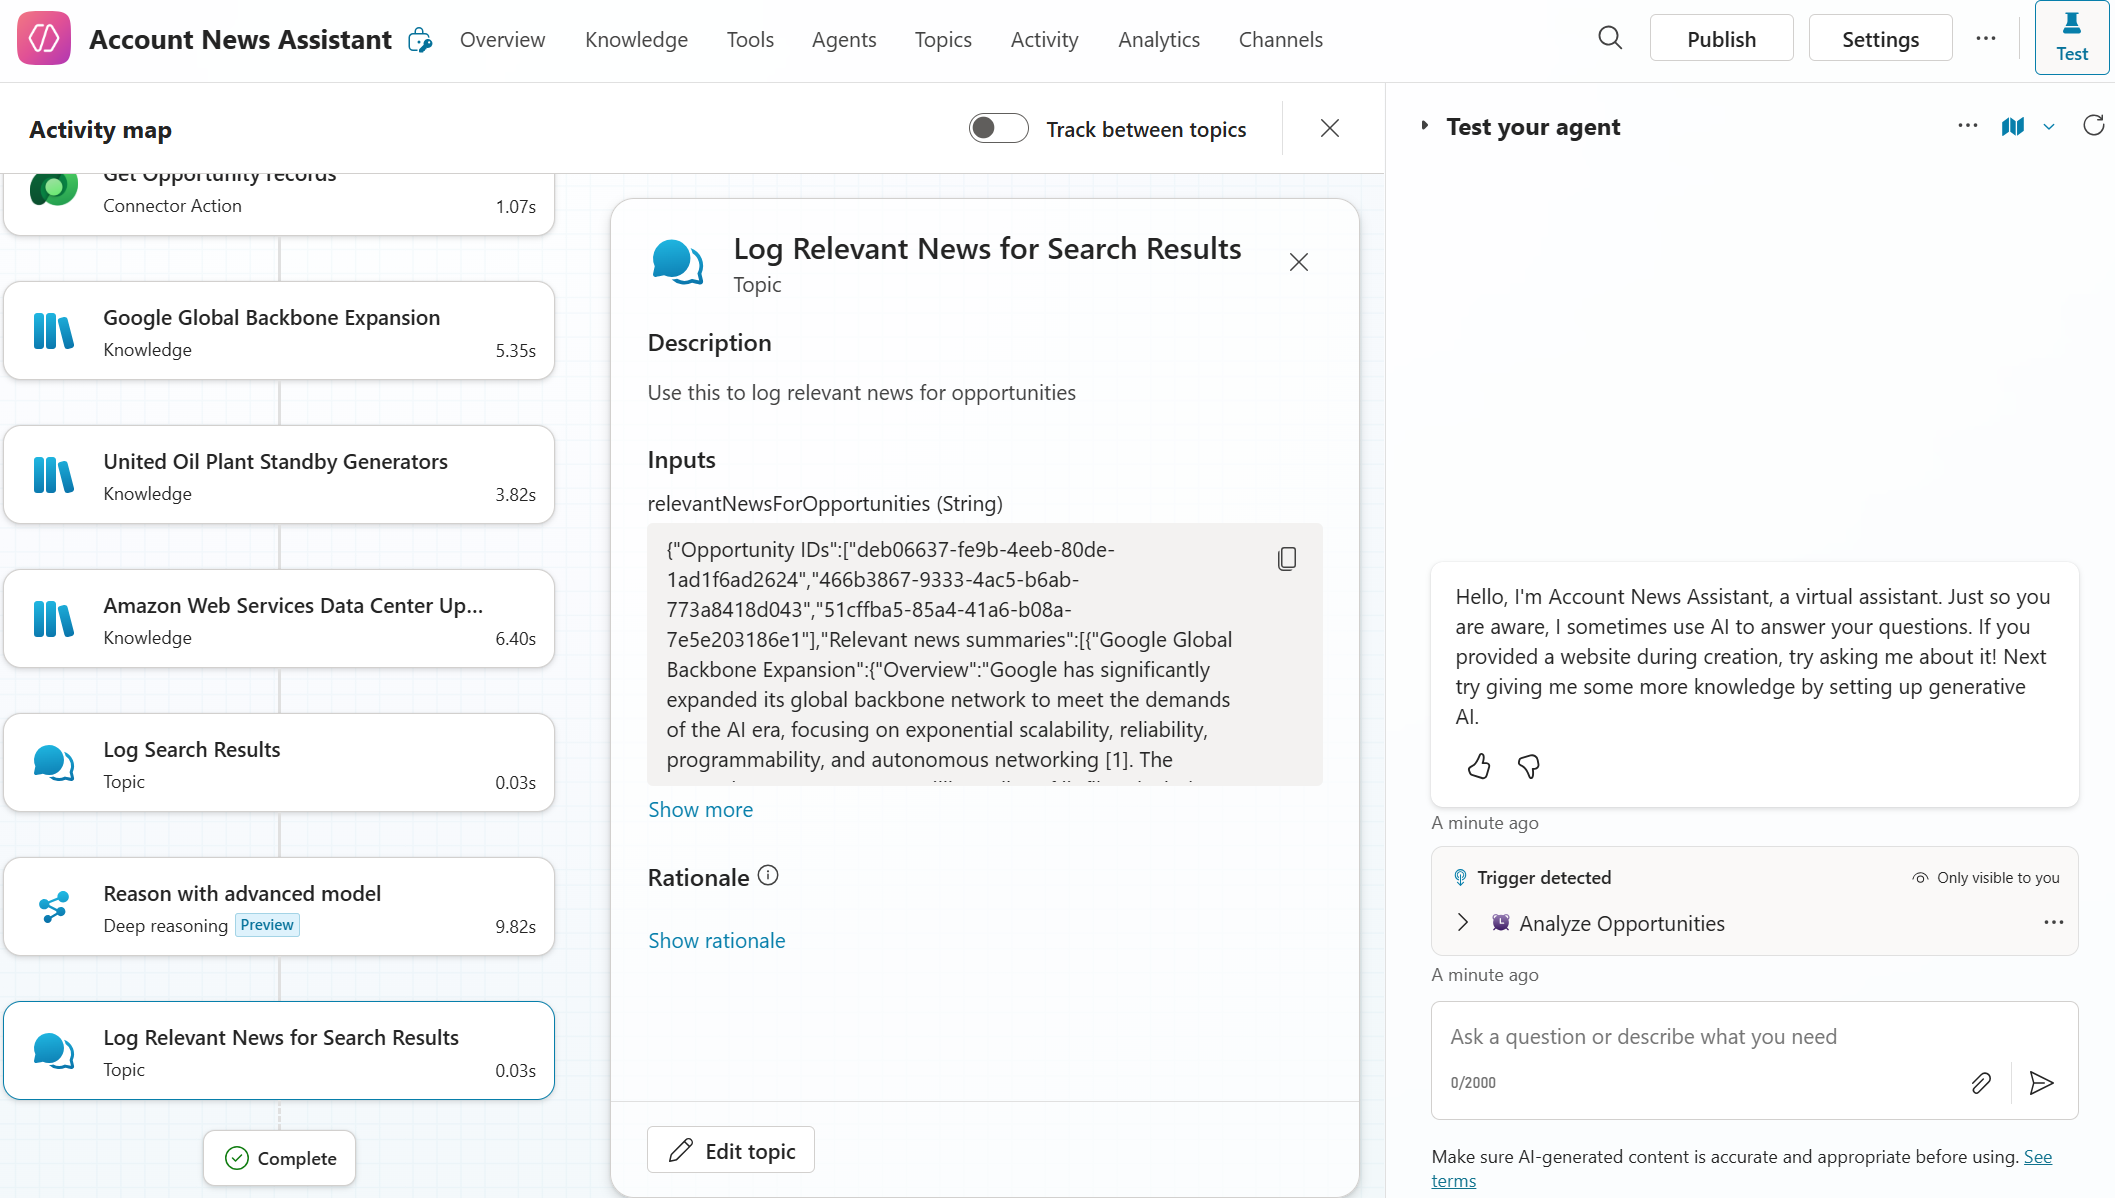 Account News Assistant
Overview
Knowledge
Tools
Agents
Topics
Activity
Analytics
Channels
Publish
Settings
Test
Activity map
Track between topics
Get Opportunity records
Connector Action
1.07s
Google Global Backbone Expansion
Knowledge
5.35s
United Oil Plant Standby Generators
Knowledge
3.82s
Amazon Web Services Data Center Up...
Knowledge
6.40s
Log Search Results
Topic
0.03s
Reason with advanced model
Deep reasoning Preview
9.82s
Log Relevant News for Search Results
Topic
0.03s
Complete
Log Relevant News for Search Results
Topic
Description
Use this to log relevant news for opportunities
Inputs
relevantNewsForOpportunities (String)
{"Opportunity IDs":["deb06637-fe9b-4eeb-80de-
1ad1f6ad2624","466b3867-9333-4ac5-b6ab-
773a8418d043","51cffba5-85a4-41a6-b08a-
7e5e203186e1"],"Relevant news summaries":[{"Google Global
Backbone Expansion":{"Overview":"Google has significantly
expanded its global backbone network to meet the demands
of the AI era, focusing on exponential scalability, reliability,
programmability, and autonomous networking [1]. The
Show more
Rationale
Show rationale
Edit topic
Test your agent
Hello, I'm Account News Assistant, a virtual assistant. Just so you
are aware, I sometimes use AI to answer your questions. If you
provided a website during creation, try asking me about it! Next
try giving me some more knowledge by setting up generative
AI.
A minute ago
Trigger detected
Only visible to you
Analyze Opportunities
A minute ago
Ask a question or describe what you need
0/2000
Make sure AI-generated content is accurate and appropriate before using. See
terms